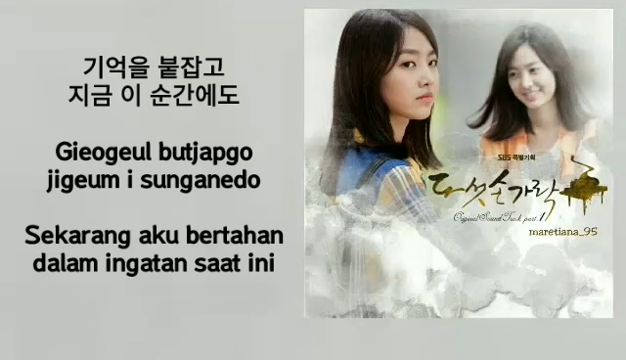 기억을 붙잡고
지금 이 순간에도
Gieogeul butjapgo
jigeum i sunganedo
Sekarang aku bertahan
dalam ingatan saat ini
SBS 특별기획
다섯손가락
Original Sound Track part.1
maretiana_95